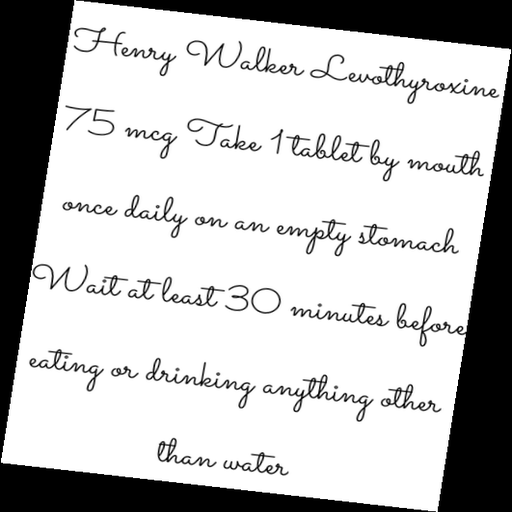 Henry Walker Levothyroxine
75 mcg Take 1 tablet by mouth
once daily on an empty stomach
Wait at least 30 minutes before
eating or drinking anything other
than water